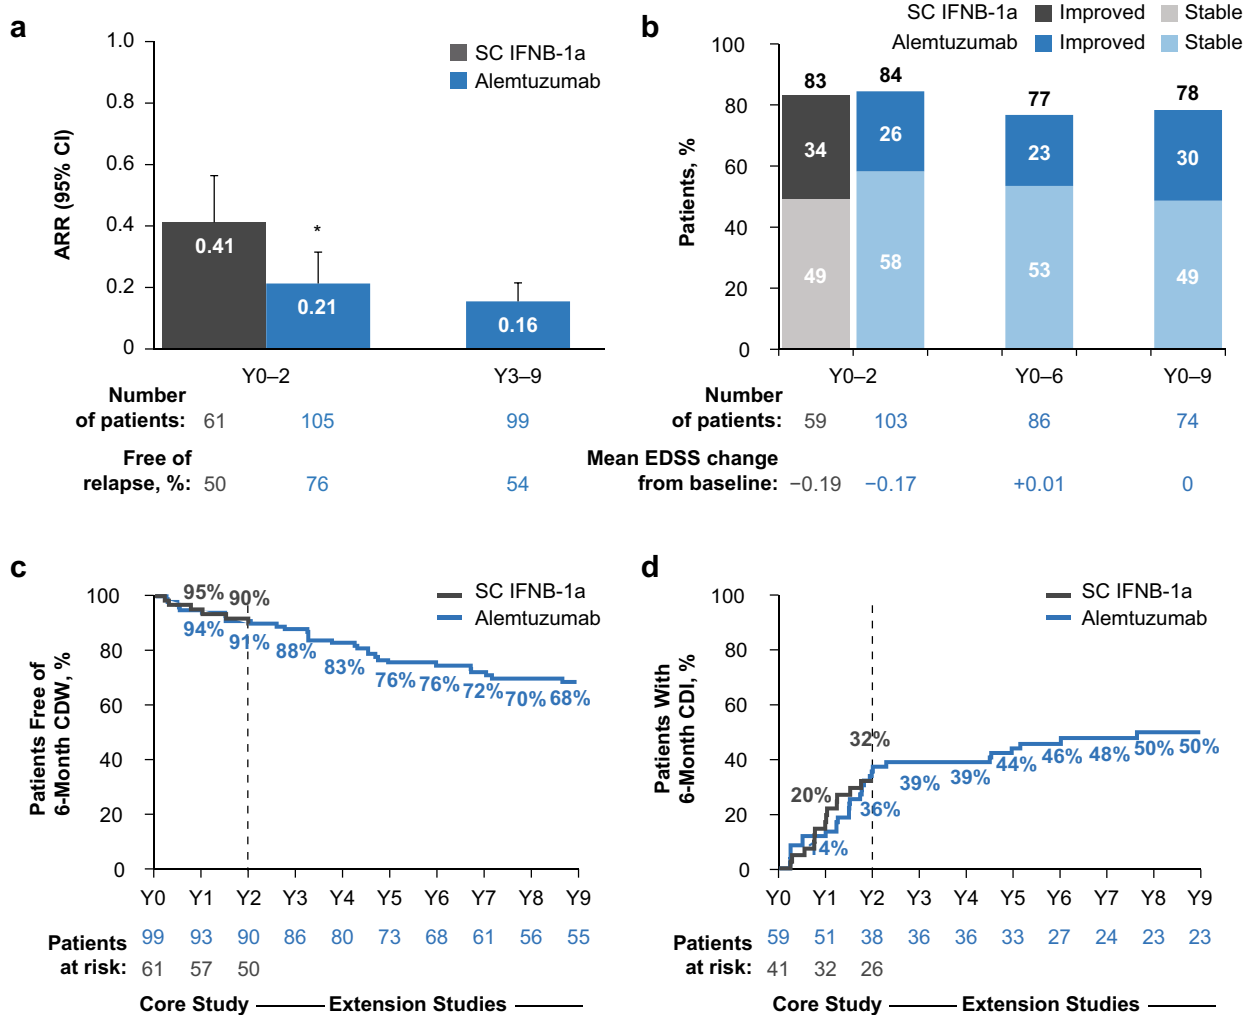 a
1.0
0.8
0.6
0.4
0.2
0
ARR (95% CI)
SC IFNB-1a
Alemtuzumab
0.41
*
0.21
0.16
Y0–2 Y3–9
Number
of patients: 61 105 99
Free of
relapse, %: 50 76 54
b
SC IFNB-1a Improved Stable
Alemtuzumab Improved Stable
100
80
60
40
20
0
Patients, %
83 84 77 78
34 26 23 30
49 58 53 49
Y0–2 Y0–6 Y0–9
Number
of patients: 59 103 86 74
Mean EDSS change
from baseline: −0.19 −0.17 +0.01 0
c
100
80
60
40
20
0
Patients Free of
6-Month CDW, %
SC IFNB-1a
Alemtuzumab
95% 90%
94% 91% 88% 83% 76% 76% 72% 70% 68%
Y0 Y1 Y2 Y3 Y4 Y5 Y6 Y7 Y8 Y9
Patients
at risk:
99 93 90 86 80 73 68 61 56 55
61 57 50
Core Study Extension Studies
d
100
80
60
40
20
0
Patients With
6-Month CDI, %
SC IFNB-1a
Alemtuzumab
20% 32%
14% 36% 39% 39% 44% 46% 48% 50% 50%
Y0 Y1 Y2 Y3 Y4 Y5 Y6 Y7 Y8 Y9
Patients
at risk:
59 51 38 36 36 33 27 24 23 23
41 32 26
Core Study Extension Studies